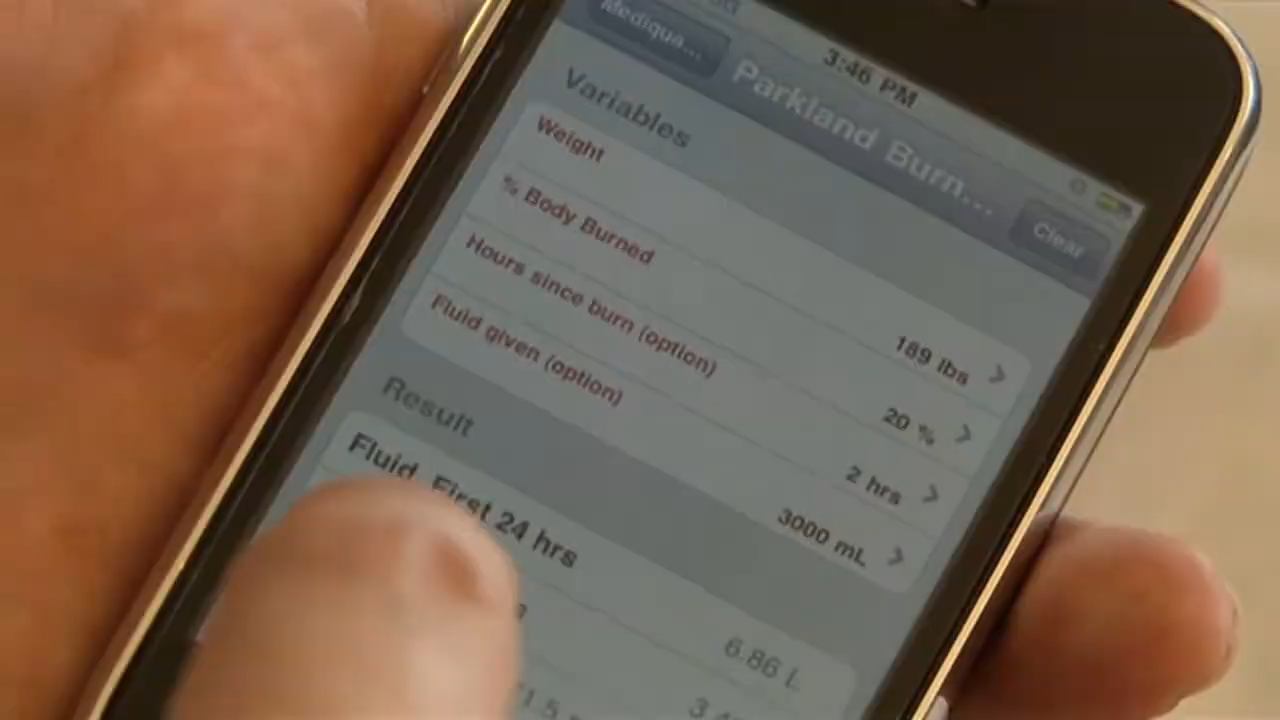 3:46 PM
Mediqua...
Parkland Burn...
Clear
Variables
Weight 189 lbs
% Body Burned 20 %
Hours since burn (option) 2 hrs
Fluid given (option) 3000 mL
Result
Fluid, First 24 hrs
6.86 L